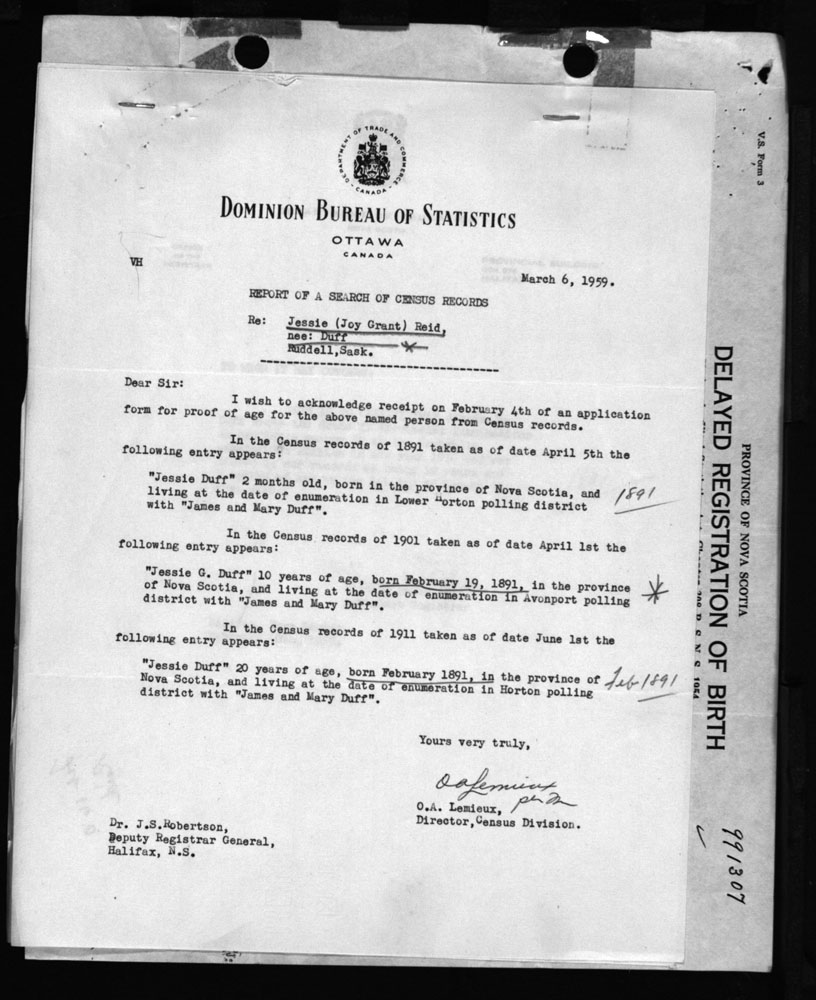 DEPARTMENT OF TRADE AND COMMERCE
CANADA
DOMINION BUREAU OF STATISTICS
OTTAWA
CANADA
VH
March 6, 1959.
REPORT OF A SEARCH OF CENSUS RECORDS
Re: Jessie (Joy Grant) Reid,
nee: Duff
Ruddell,Sask.
Dear Sir:
I wish to acknowledge receipt on February 4th of an application
form for proof of age for the above named person from Census records.
In the Census records of 1891 taken as of date April 5th the
following entry appears:
"Jessie Duff" 2 months old, born in the province of Nova Scotia, and
living at the date of enumeration in Lower Horton polling district
with "James and Mary Duff".
1891
In the Census records of 1901 taken as of date April 1st the
following entry appears:
"Jessie G. Duff" 10 years of age, born February 19, 1891, in the province
of Nova Scotia, and living at the date of enumeration in Avonport polling
district with "James and Mary Duff".
In the Census records of 1911 taken as of date June 1st the
following entry appears:
"Jessie Duff" 20 years of age, born February 1891, in the province of
Nova Scotia, and living at the date of enumeration in Horton polling
district with "James and Mary Duff".
Feb 1891
Yours very truly,
OALemieux
per
O.A. Lemieux,
Director,Census Division.
Dr. J.S.Robertson,
Deputy Registrar General,
Halifax, N.S.
V.S. Form 3
PROVINCE OF NOVA SCOTIA
DELAYED REGISTRATION OF BIRTH
R. S. N. S. 1954
991307